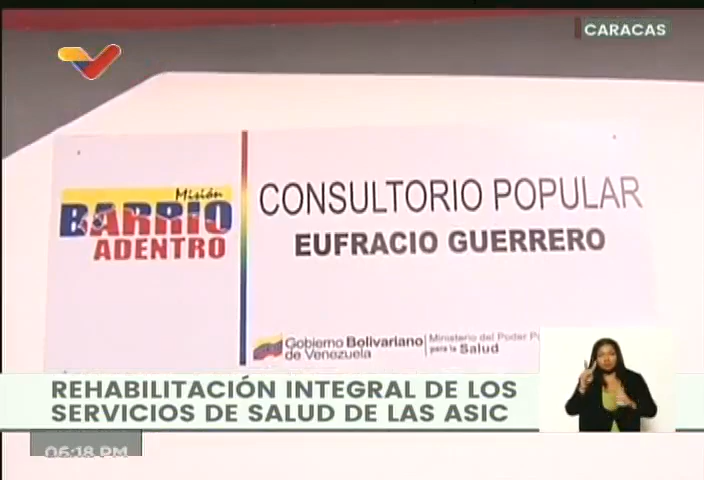 CARACAS
Misión
BARRIO
ADENTRO
CONSULTORIO POPULAR
EUFRACIO GUERRERO
Gobierno Bolivariano
de Venezuela
Ministerio del Poder
para la Salud
REHABILITACIÓN INTEGRAL DE LOS
SERVICIOS DE SALUD DE LAS ASIC
06:18 PM